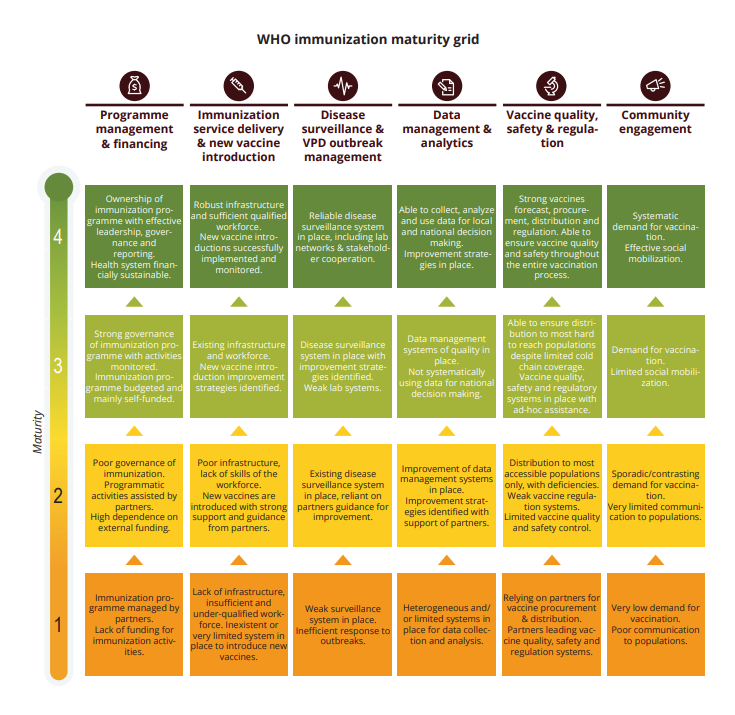 WHO immunization maturity grid
Programme
management
& financing
Immunization
service delivery
& new vaccine
introduction
Disease
surveillance &
VPD outbreak
management
Data
management &
analytics
Vaccine quality,
safety & regula-
tion
Community
engagement
Maturity
4
Ownership of
immunization pro-
gramme with effective
leadership, gover-
nance and
reporting.
Health system finan-
cially sustainable.
Robust infrastructure
and sufficient qualified
workforce.
New vaccine intro-
ductions successfully
implemented and
monitored.
Reliable disease
surveillance system
in place, including lab
networks & stakehold-
er cooperation.
Able to collect, analyze
and use data for local
and national decision
making.
Improvement strate-
gies in place.
Strong vaccines
forecast, procure-
ment, distribution and
regulation. Able to
ensure vaccine quality
and safety throughout
the entire vaccination
process.
Systematic
demand for vaccina-
tion.
Effective social
mobilization.
3
Strong governance
of immunization pro-
gramme with activities
monitored.
Immunization pro-
gramme budgeted and
mainly self-funded.
Existing infrastructure
and workforce.
New vaccine intro-
duction improvement
strategies identified.
Disease surveillance
system in place with
improvement strate-
gies identified.
Weak lab systems.
Data management
systems of quality in
place.
Not systematically
using data for national
decision making.
Able to ensure distri-
bution to most hard
to reach populations
despite limited cold
chain coverage.
Vaccine quality,
safety and regulatory
systems in place with
ad-hoc assistance.
Demand for vaccina-
tion.
Limited social mobili-
zation.
2
Poor governance of
immunization.
Programmatic
activities assisted by
partners.
High dependence on
external funding.
Poor infrastructure,
lack of skills of the
workforce.
New vaccines are
introduced with strong
support and guidance
from partners.
Existing disease
surveillance system
in place, reliant on
partners guidance for
improvement.
Improvement of data
management systems
in place.
Improvement strat-
egies identified with
support of partners.
Distribution to most
accessible populations
only, with deficiencies.
Weak vaccine regula-
tion systems.
Limited vaccine quality
and safety control.
Sporadic/contrasting
demand for vaccina-
tion.
Very limited communi-
cation to populations.
1
Immunization pro-
gramme managed by
partners.
Lack of funding for
immunization activ-
ities.
Lack of infrastructure,
insufficient and
under-qualified work-
force. Inexistent or
very limited system in
place to introduce new
vaccines.
Weak surveillance
system in place.
Inefficient response to
outbreaks.
Heterogeneous and/
or limited systems in
place for data collec-
tion and analysis.
Relying on partners for
vaccine procurement
& distribution.
Partners leading vac-
cine quality, safety and
regulation systems.
Very low demand for
vaccination.
Poor communication
to populations.